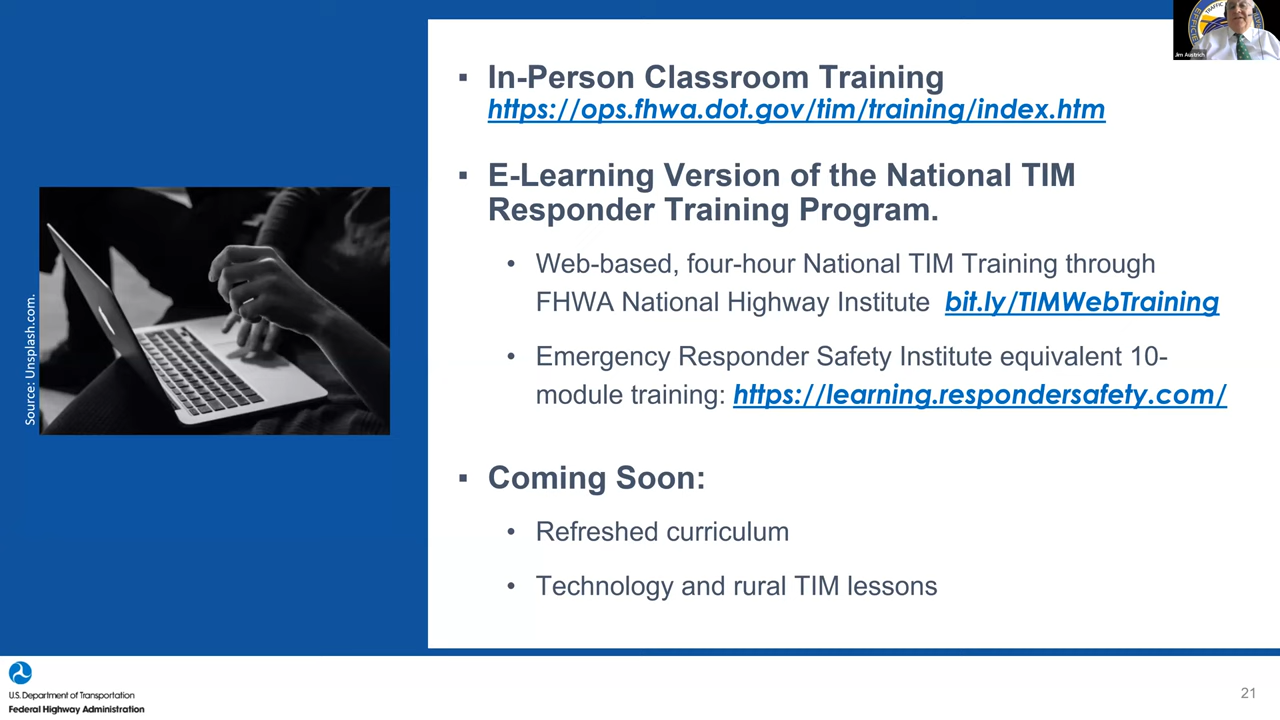 In-Person Classroom Training
https://ops.fhwa.dot.gov/tim/training/index.htm
E-Learning Version of the National TIM
Responder Training Program.
• Web-based, four-hour National TIM Training through
FHWA National Highway Institute bit.ly/TIMWebTraining
• Emergency Responder Safety Institute equivalent 10-
module training: https://learning.respondersafety.com/
Coming Soon:
• Refreshed curriculum
• Technology and rural TIM lessons
Source: Unsplash.com.
TRAFFIC
Jim Austrich
U.S. Department of Transportation
Federal Highway Administration
21